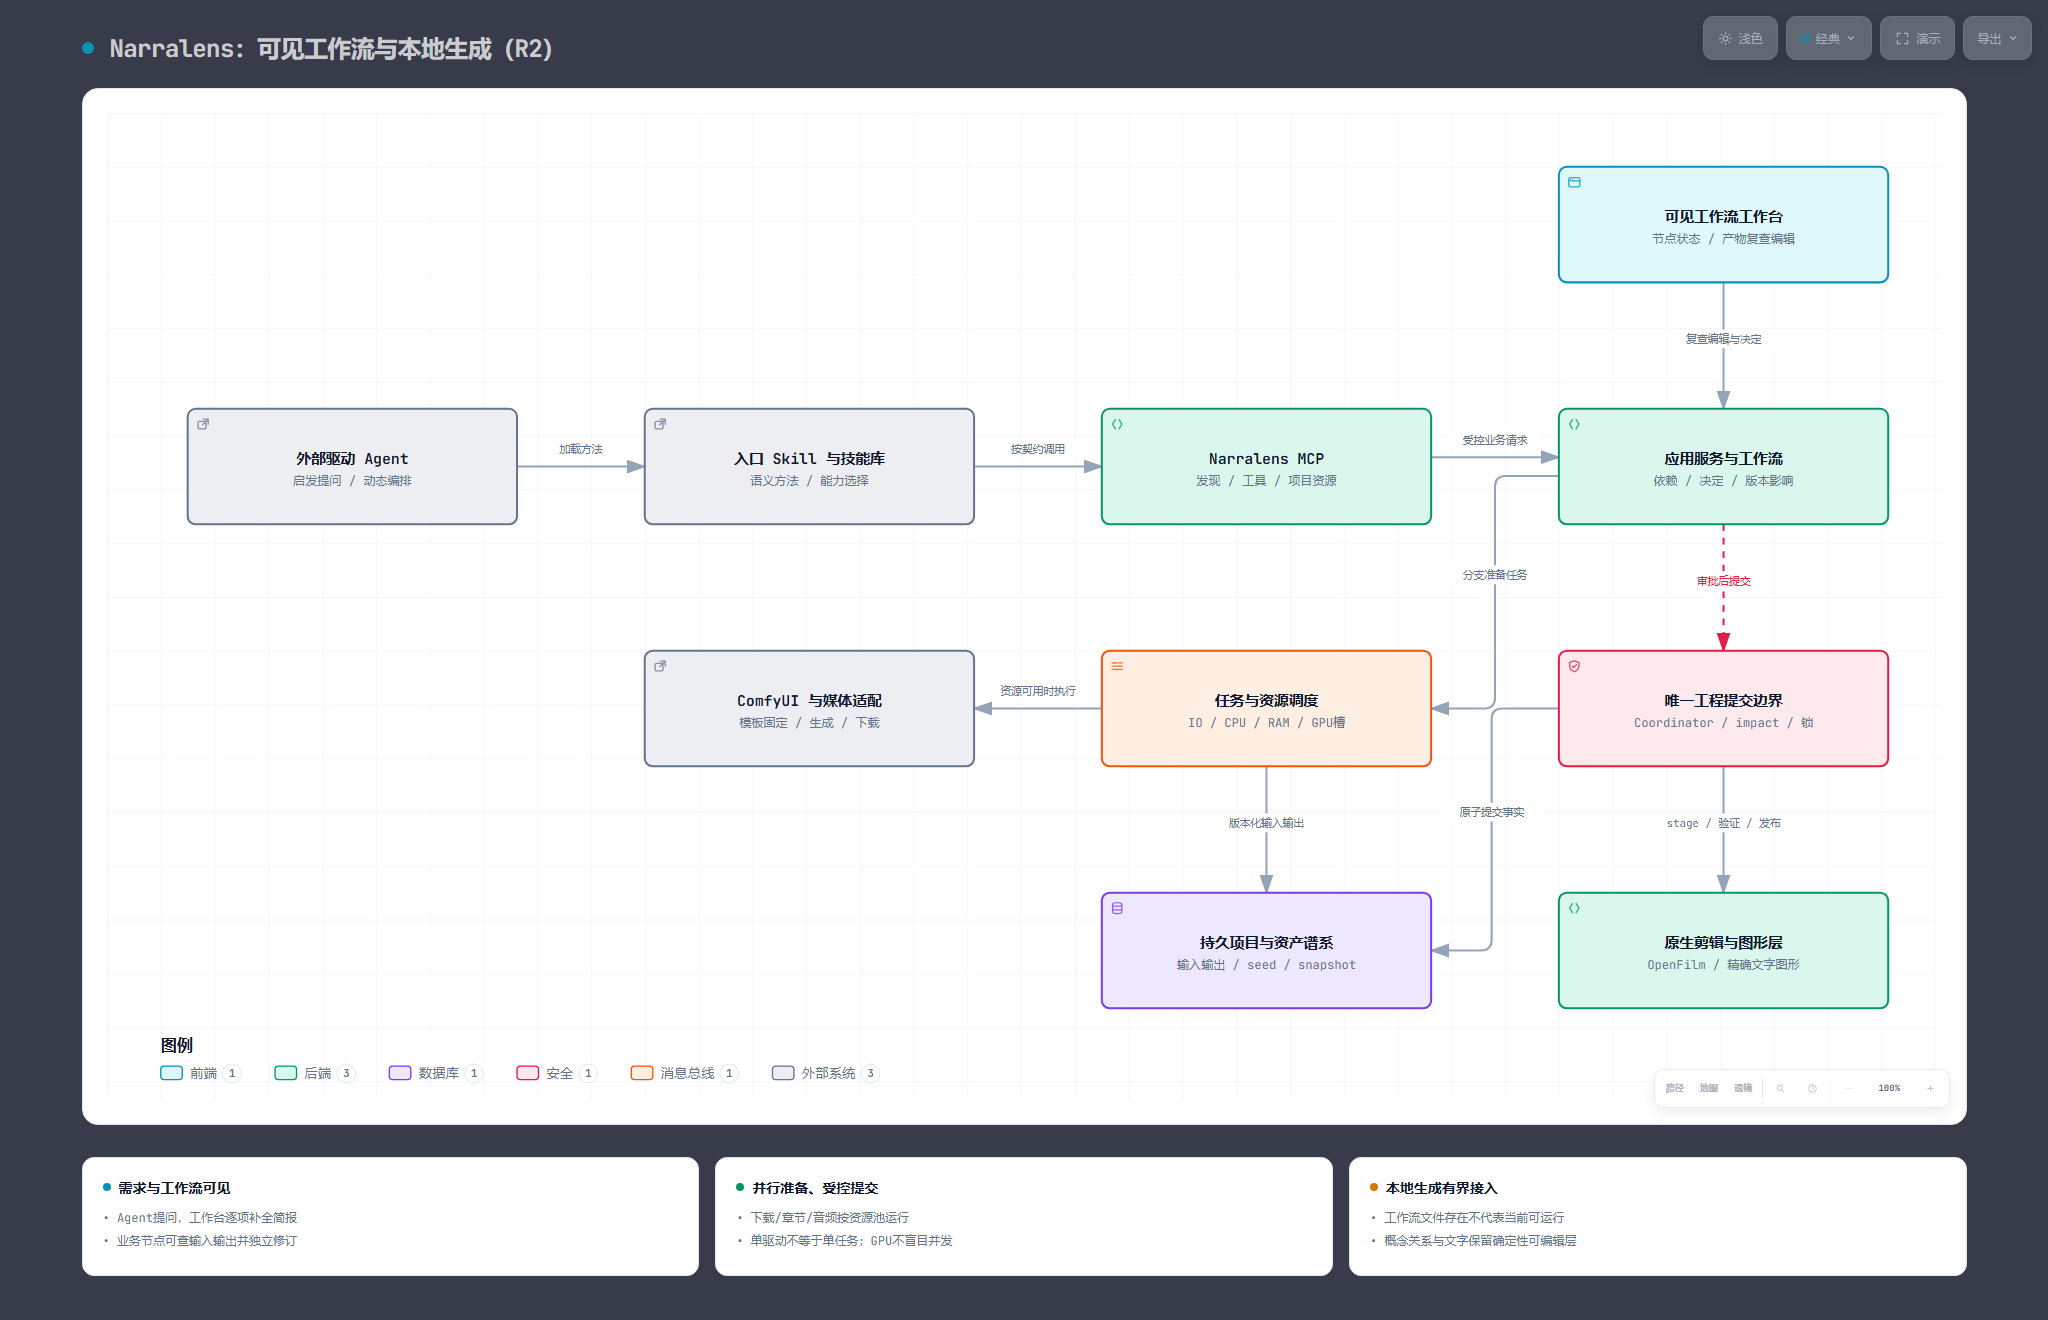 Narralens: 可见工作流与本地生成 (R2)
浅色
经典
演示
导出
可见工作流工作台
节点状态 / 产物复查编辑
复查编辑与决定
外部驱动 Agent
启发提问 / 动态编排
加载方法
入口 Skill 与技能库
语义方法 / 能力选择
按契约调用
Narralens MCP
发现 / 工具 / 项目资源
受控业务请求
应用服务与工作流
依赖 / 决定 / 版本影响
分支准备任务
审批后提交
ComfyUI 与媒体适配
模板固定 / 生成 / 下载
资源可用时执行
任务与资源调度
IO / CPU / RAM / GPU槽
唯一工程提交边界
Coordinator / impact / 锁
版本化输入输出
原子提交事实
stage / 验证 / 发布
持久项目与资产谱系
输入输出 / seed / snapshot
原生剪辑与图形层
OpenFilm / 精确文字图形
图例
前端 1
后端 3
数据库 1
安全 1
消息总线 1
外部系统 3
路径
地图
透镜
100%
需求与工作流可见
• Agent提问，工作台逐项补全简报
• 业务节点可查输入输出并独立修订
并行准备、受控提交
• 下载/章节/音频按资源池运行
• 单驱动不等于单任务; GPU不盲目并发
本地生成有界接入
• 工作流文件存在不代表当前可运行
• 概念关系与文字保留确定性可编辑层